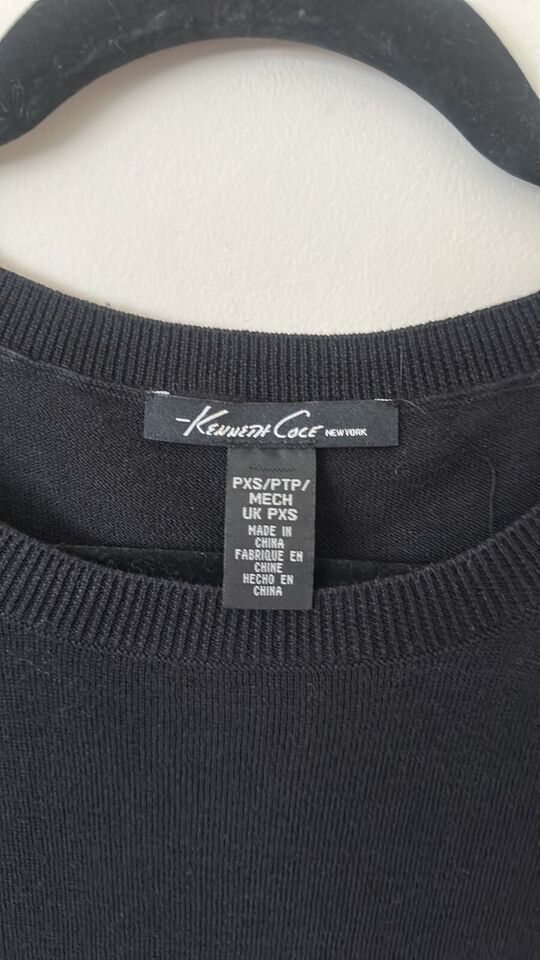 Kenneth Cole NEW YORK
PXS/PTP/
MECH
UK PXS
MADE IN
CHINA
FABRIQUE EN
CHINE
HECHO EN
CHINA